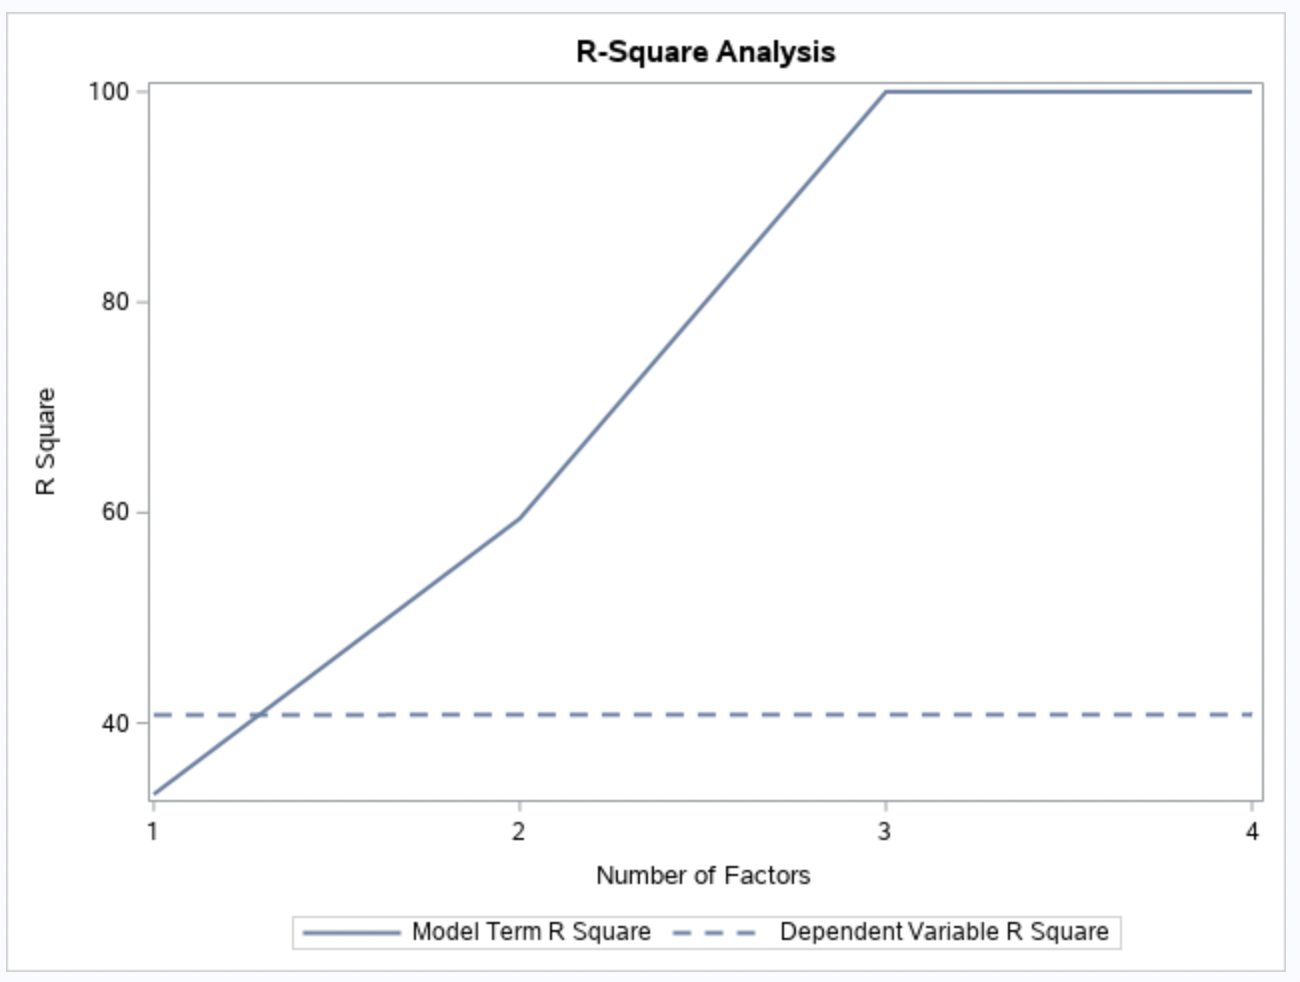 R-Square Analysis
100
80
60
40
R Square
1 2 3 4
Number of Factors
Model Term R Square Dependent Variable R Square